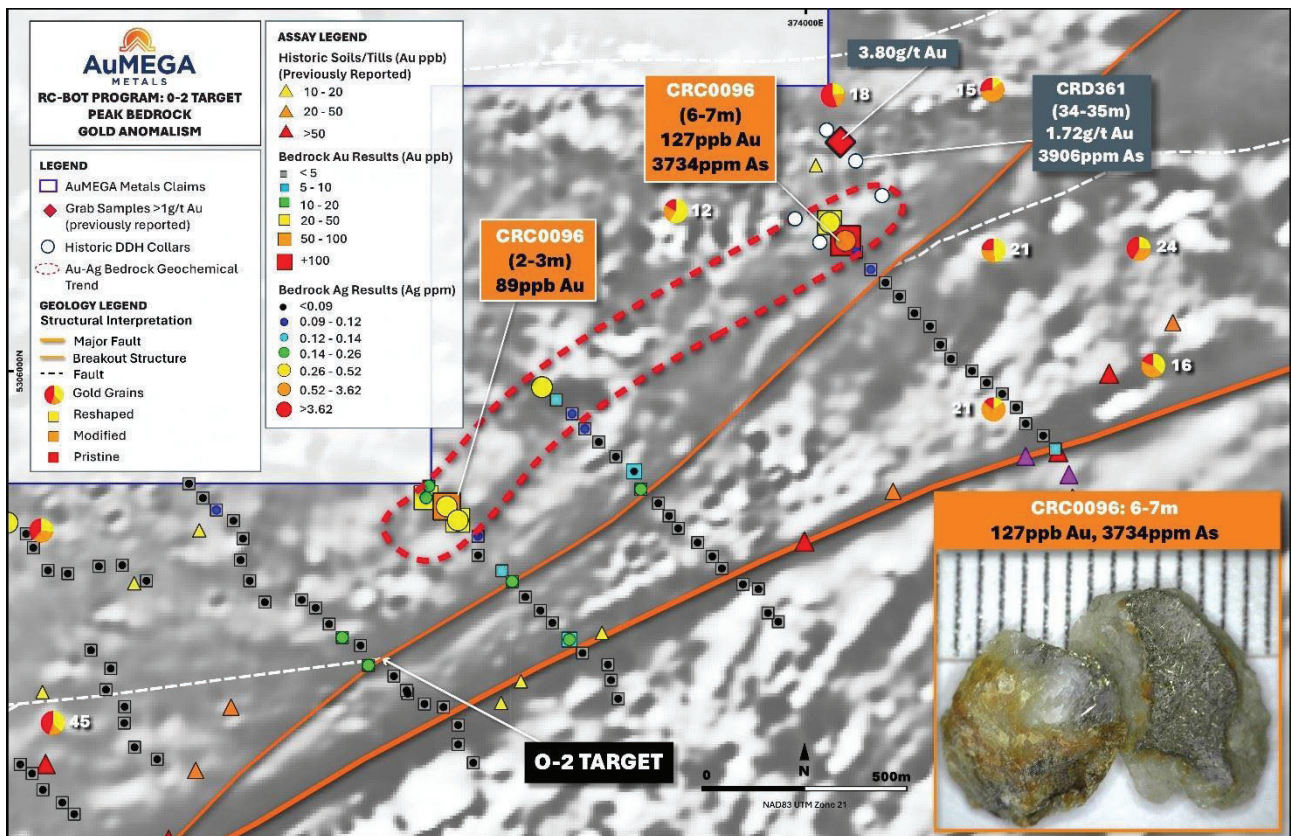 AuMEGA
METALS
RC-BOT PROGRAM: 0-2 TARGET
PEAK BEDROCK
GOLD ANOMALISM
LEGEND
AuMEGA Metals Claims
Grab Samples >1g/t Au
(previously reported)
Historic DDH Collars
Au-Ag Bedrock Geochemical
Trend
GEOLOGY LEGEND
Structural Interpretation
Major Fault
Breakout Structure
Fault
Gold Grains
Reshaped
Modified
Pristine
ASSAY LEGEND
Historic Soils/Tills (Au ppb)
(Previously Reported)
10 - 20
20 - 50
>50
Bedrock Au Results (Au ppb)
< 5
5 - 10
10 - 20
20 - 50
50 - 100
+100
Bedrock Ag Results (Ag ppm)
<0.09
0.09 - 0.12
0.12 - 0.14
0.14 - 0.26
0.26 - 0.52
0.52 - 3.62
>3.62
374000E
5306000N
3.80g/t Au
CRC0096
(6-7m)
127ppb Au
3734ppm As
CRD361
(34-35m)
1.72g/t Au
3906ppm As
18
15
12
CRC0096
(2-3m)
89ppb Au
21
24
16
21
45
O-2 TARGET
0
N
500m
NAD83 UTM Zone 21
CRC0096: 6-7m
127ppb Au, 3734ppm As